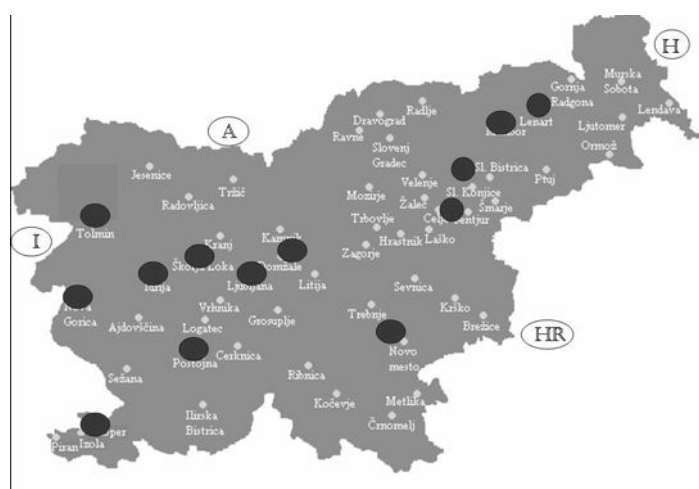 H
Gornja
Radgona
Murska
Sobota
Lendava
Radlje
Dravograd
Lenart
Ljutomer
A
Ravne
Slovenj
Gradec
Ormož
Jesenice
Tržič
Velenje
Sl. Bistrica
Ptuj
Radovljica
Mozirje
Sl. Konjice
Žalec
Šmarje
I
Tolmin
Kranj
Trbovlje
Hrastnik
Laško
Zagorje
Loka
Domžale
Litija
Ljubljana
Sevnica
Gorica
Vrhnika
Trebnje
Krško
Ajdovščina
Logatec
Grosuplje
Brežice
HR
Postojna
Cerknica
Novo
mesto
Sežana
Ribnica
Kočevje
Metlika
Ilirska
Bistrica
Črnomelj
Piran
Izola